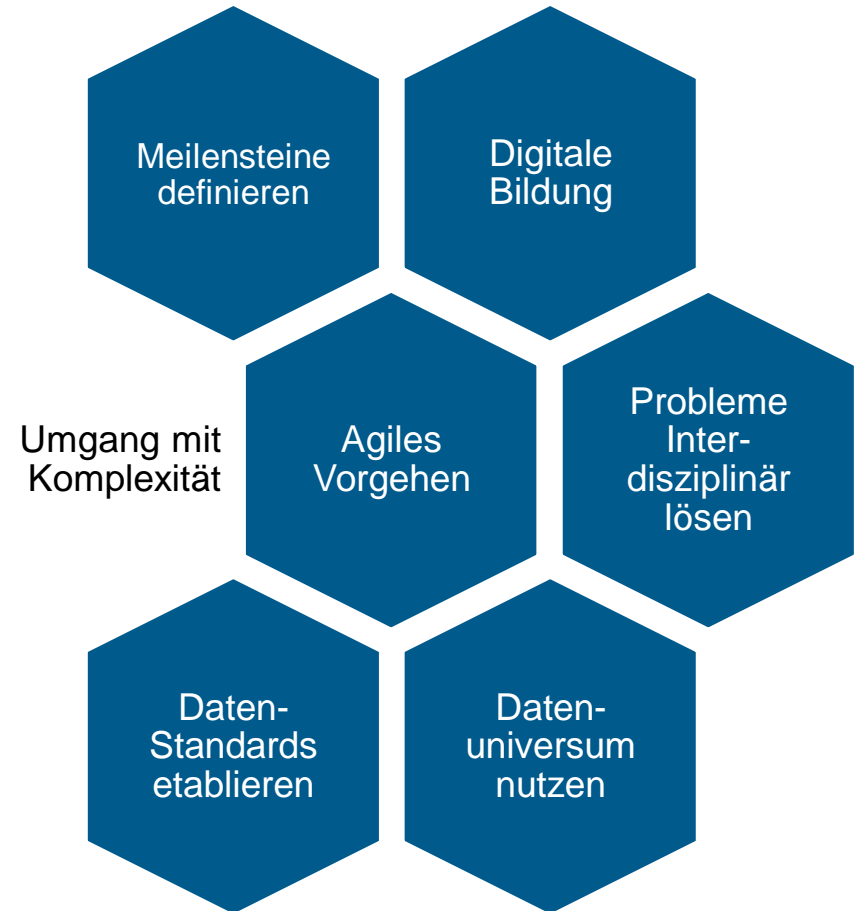 Meilensteine
definieren
Digitale
Bildung
Umgang mit
Komplexität
Agiles
Vorgehen
Probleme
Inter-
disziplinär
lösen
Daten-
Standards
etablieren
Daten-
universum
nutzen